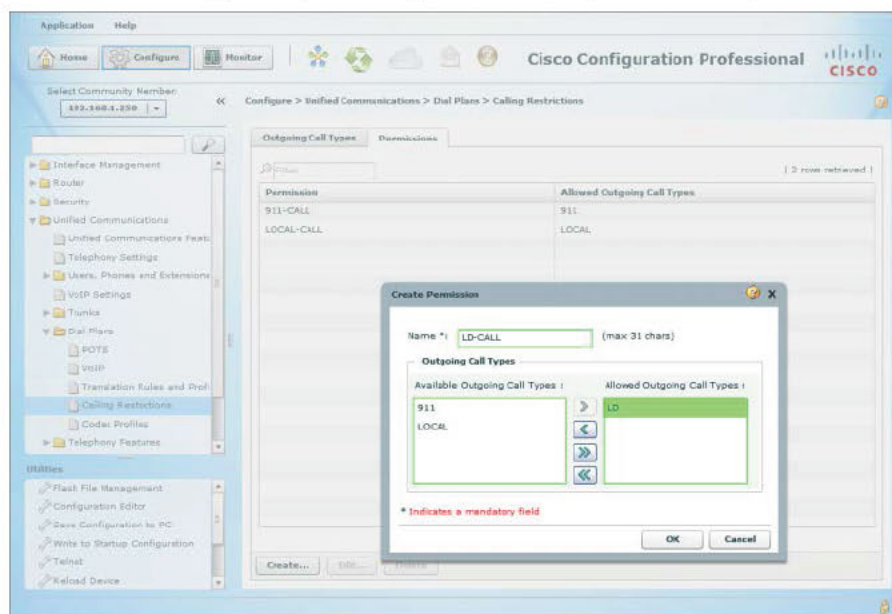 Application Help
Home Configure Monitor Cisco Configuration Professional CISCO
Select Community Member:
192.168.1.250
Configure > Unified Communications > Dial Plans > Calling Restrictions
Outgoing Call Types Permissions
Filter [ 2 rows retrieved ]
Permission Allowed Outgoing Call Types
911-CALL 911
LOCAL-CALL LOCAL
Interface Management
Router
Security
Unified Communications
Unified Communications Feat
Telephony Settings
Users, Phones and Extensions
VoIP Settings
Trunks
Dial Plans
POTS
VoIP
Translation Rules and Profi
Calling Restrictions
Codec Profiles
Telephony Features
Utilities
Flash File Management
Configuration Editor
Save Configuration to PC
Write to Startup Configuration
Telnet
Reload Device
Create Permission X
Name *: LD-CALL (max 31 chars)
Outgoing Call Types
Available Outgoing Call Types : Allowed Outgoing Call Types :
911 LD
LOCAL
* Indicates a mandatory field
OK Cancel
Create... Edit... Delete